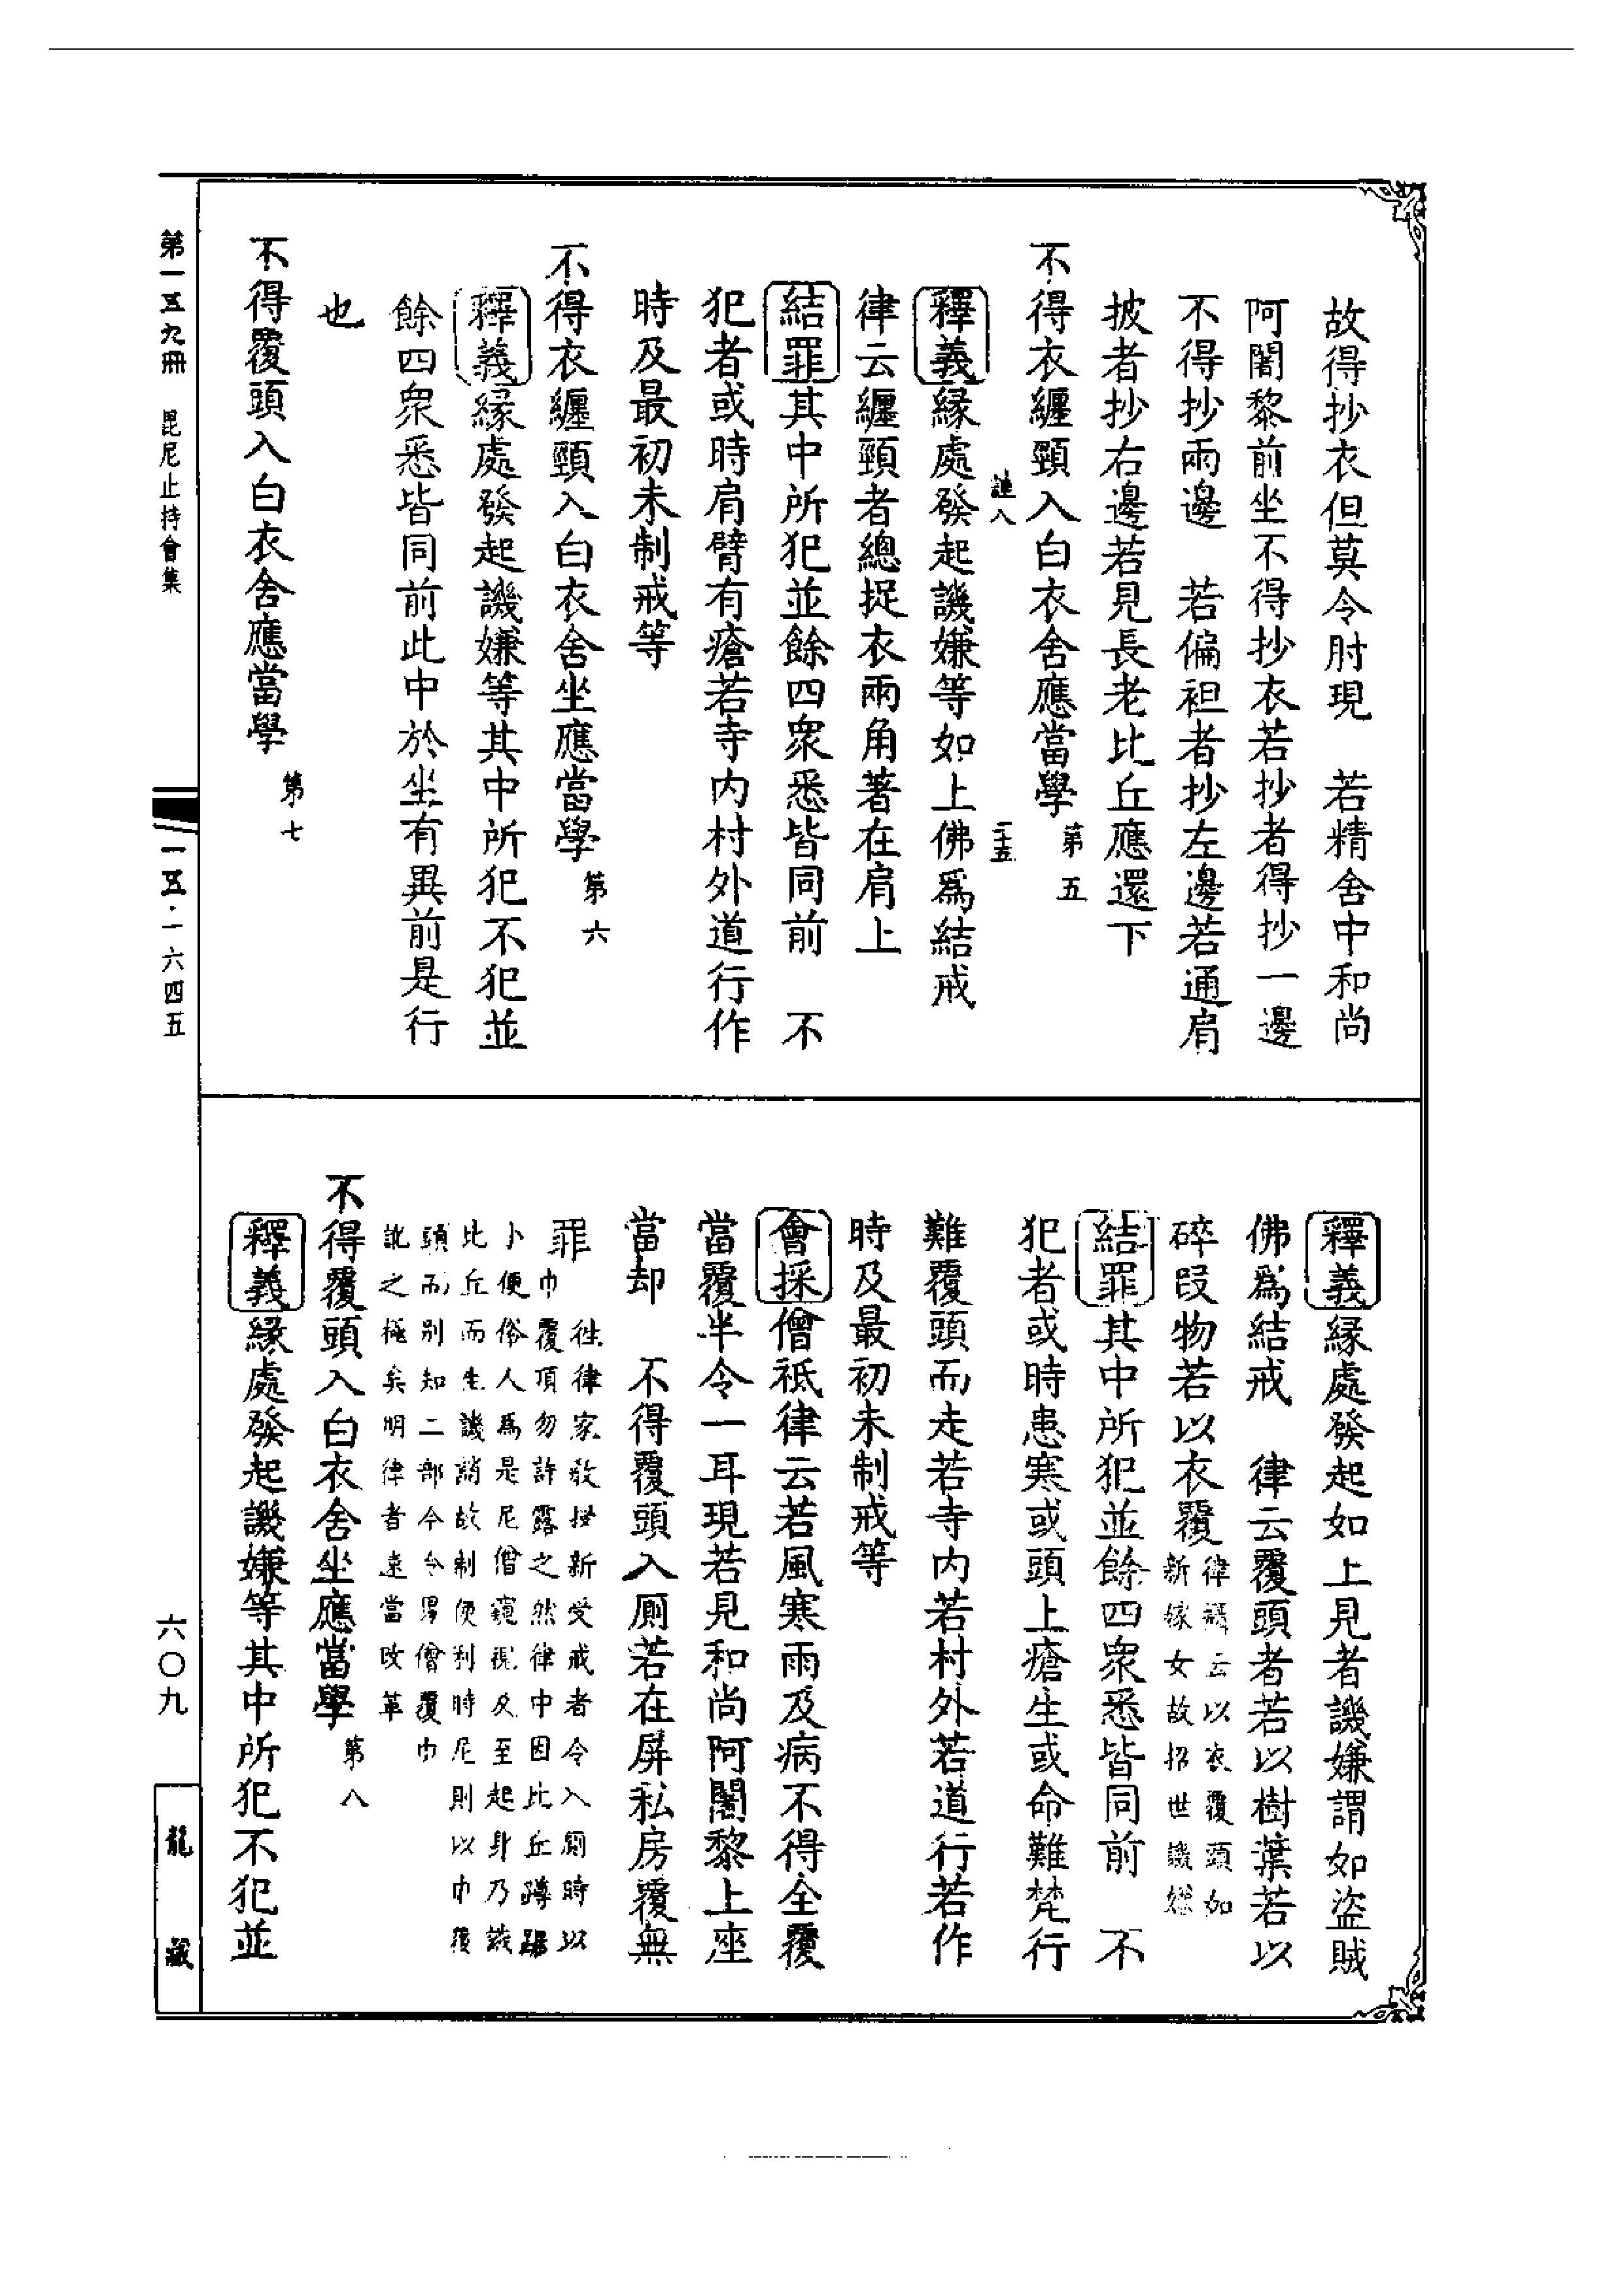 故得抄衣但莫令肘現　若精舍中和尚
阿闍黎前坐不得抄衣若抄者得抄一邊
不得抄兩邊　若偏袒者抄左邊若通肩
披者抄右邊若見長老比丘應還下
不得衣纏頸入白衣舍應當學第五
二十五
釋義緣處發起譏嫌等如上佛爲結戒
律云纏頸者總捉衣兩角著在肩上
結罪其中所犯並餘四衆悉皆同前　不
犯者或時肩臂有瘡若寺内村外道行作
時及最初未制戒等
不得衣纏頸入白衣舍坐應當學第六
釋義緣處發起譏嫌等其中所犯不犯並
餘四衆悉皆同前此中於坐有異前是行
也
不得覆頭入白衣舍應當學第七
釋義緣處發起如上見者譏嫌謂如盜賊
佛爲結戒　律云覆頭者若以樹葉若以
碎段物若以衣覆律攝云以衣覆頭如
新嫁女故招世譏嫌
結罪其中所犯並餘四衆悉皆同前　不
犯者或時患寒或頭上瘡生或命難梵行
難覆頭而走若寺内若村外若道行若作
時及最初未制戒等
會採僧祇律云若風寒雨及病不得全覆
當覆半令一耳現若見和尚阿闍黎上座
當却　不得覆頭入厠若在屏私房覆無
罪　往律家教授新受戒者令入厠時以
巾覆頂勿許露之然律中因比丘蹲踞
卜便俗人爲是尼僧窺視及至起身乃識
比丘而生譏誚故制便利時尼則以巾覆
頭而别知二部今令男僧覆巾
訛之極矣明律者速當改革
不得覆頭入白衣舍坐應當學第八
釋義緣處發起譏嫌等其中所犯不犯並
第一五九冊　毘尼止持會集
一五·一六四五
六〇九
龍藏